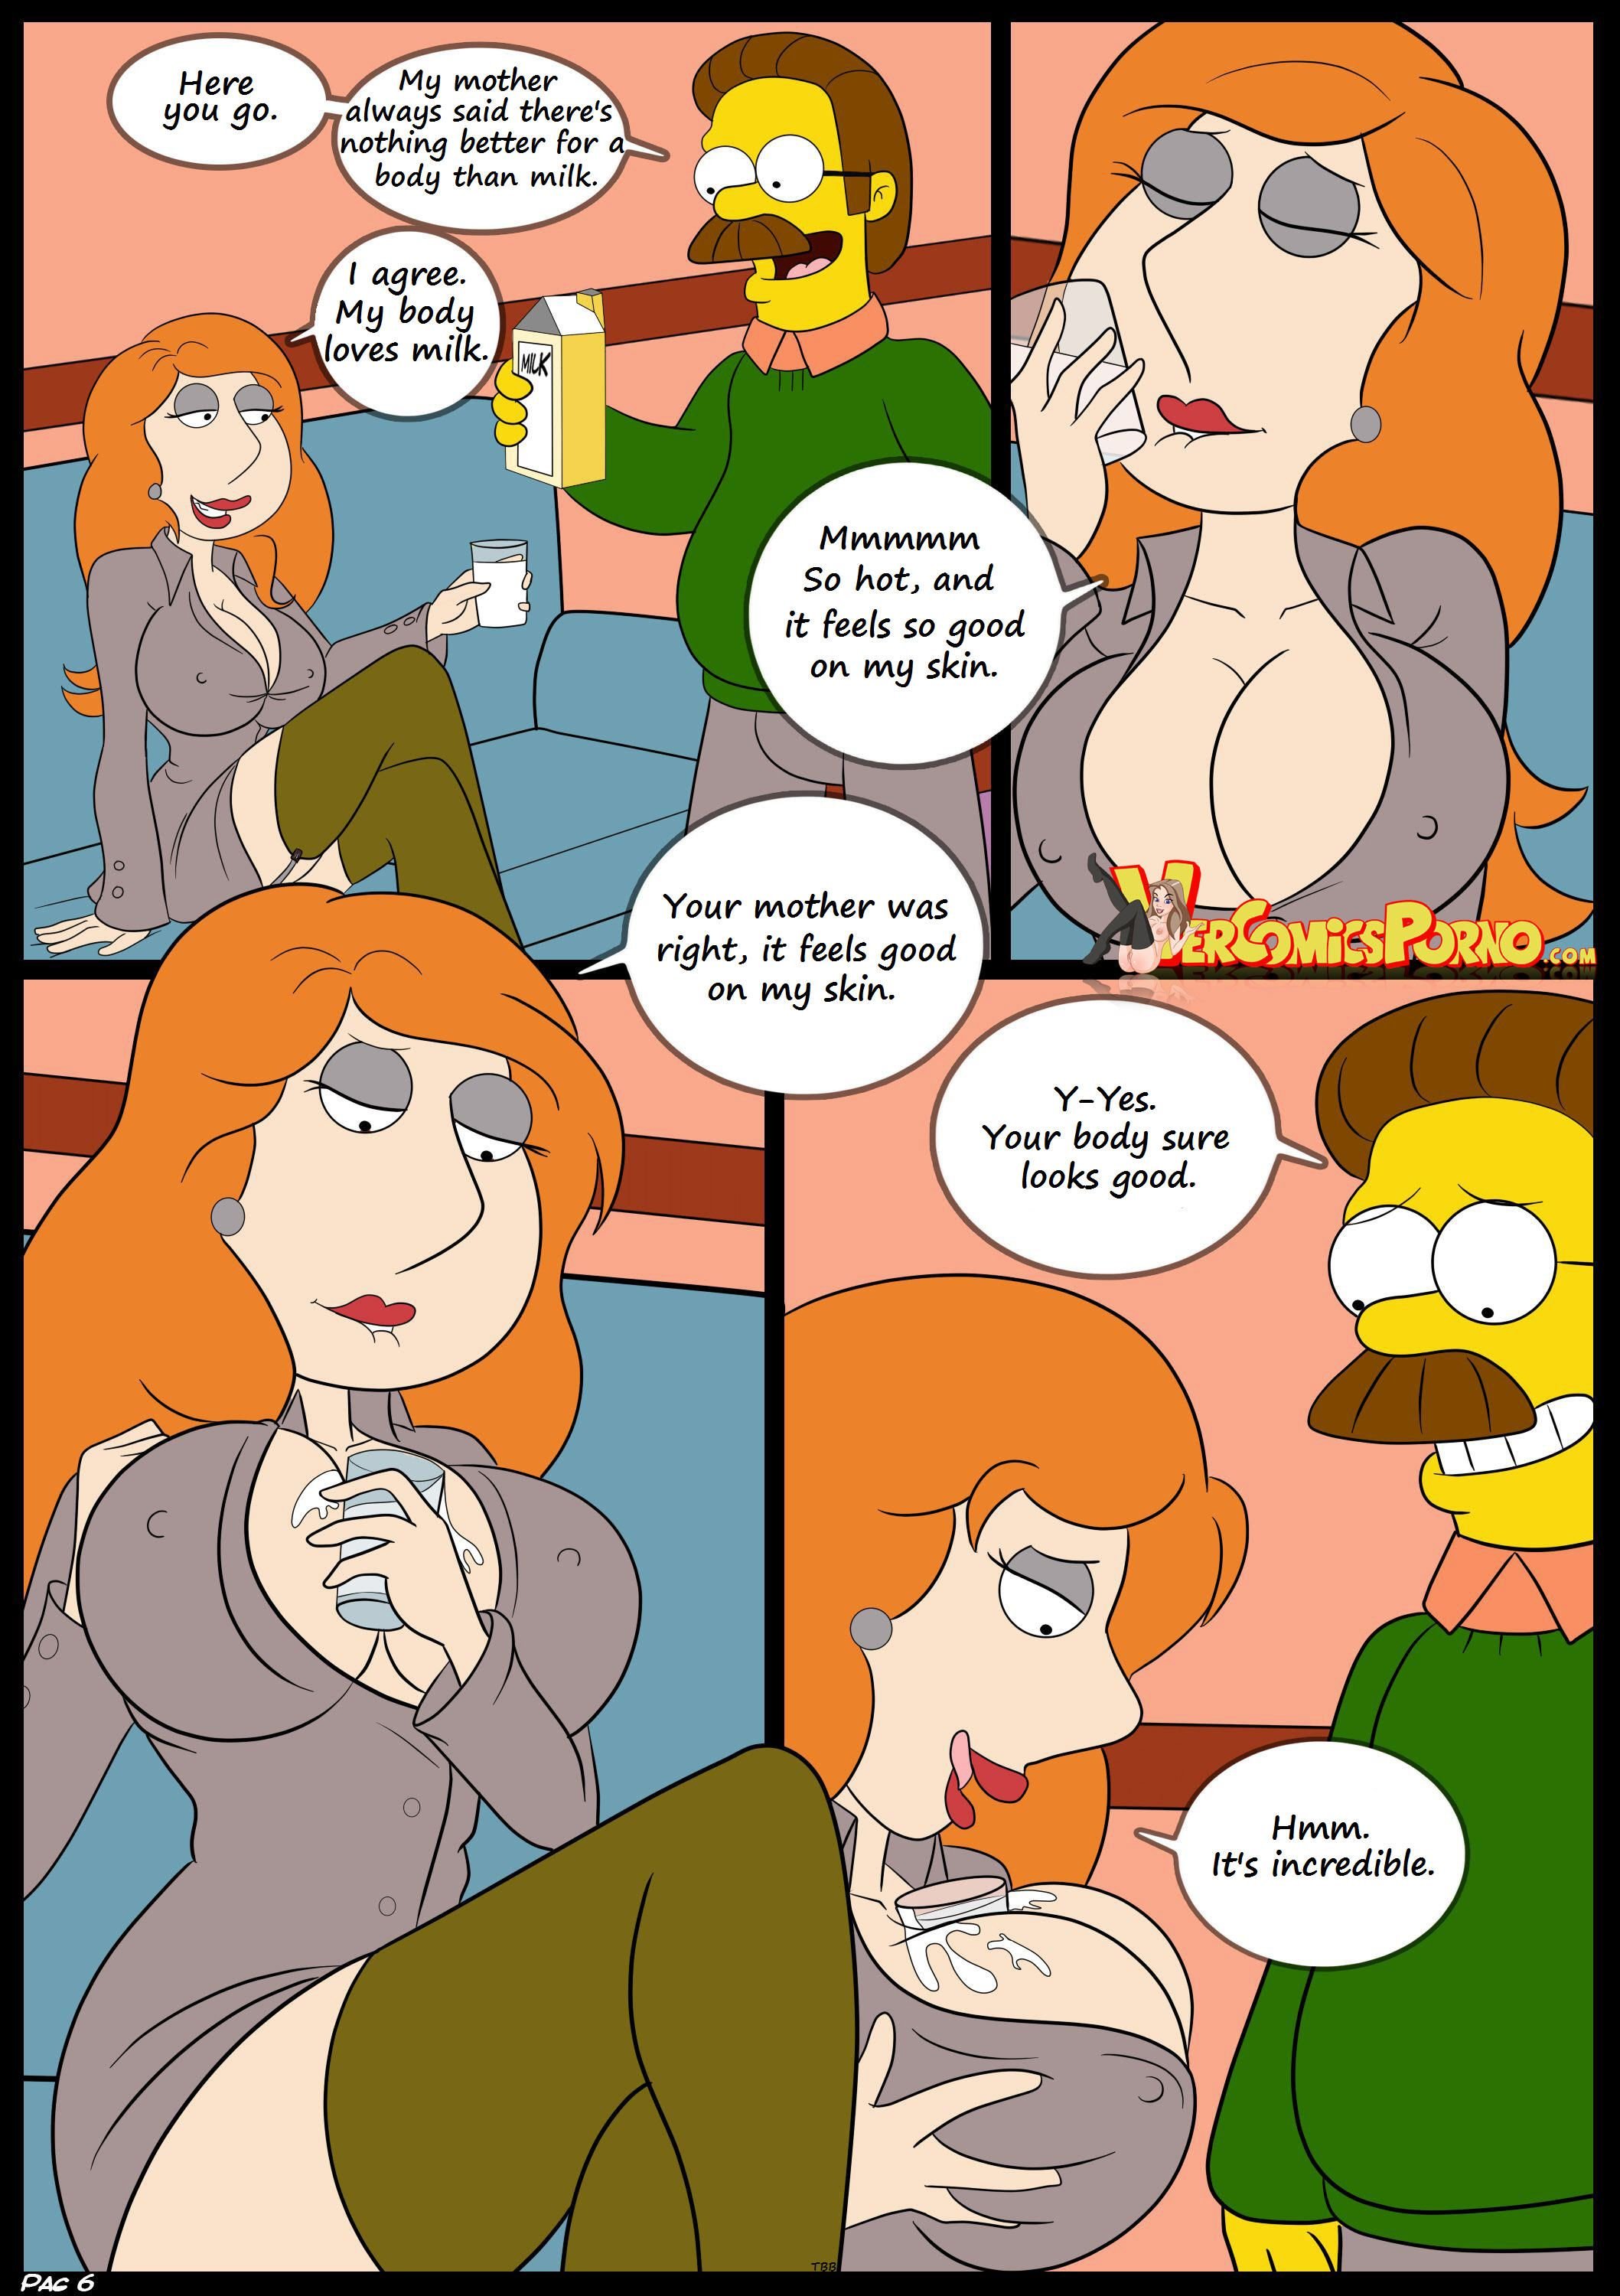 Here
you go.
My mother
always said there's
nothing better for a
body than milk.
I agree.
My body
loves milk.
MILK
Mmmmm
So hot, and
it feels so good
on my skin.
VERCOMICSPORNO.COM
Your mother was
right, it feels good
on my skin.
Y-Yes.
Your body sure
looks good.
Hmm.
It's incredible.
TBB
PAG 6